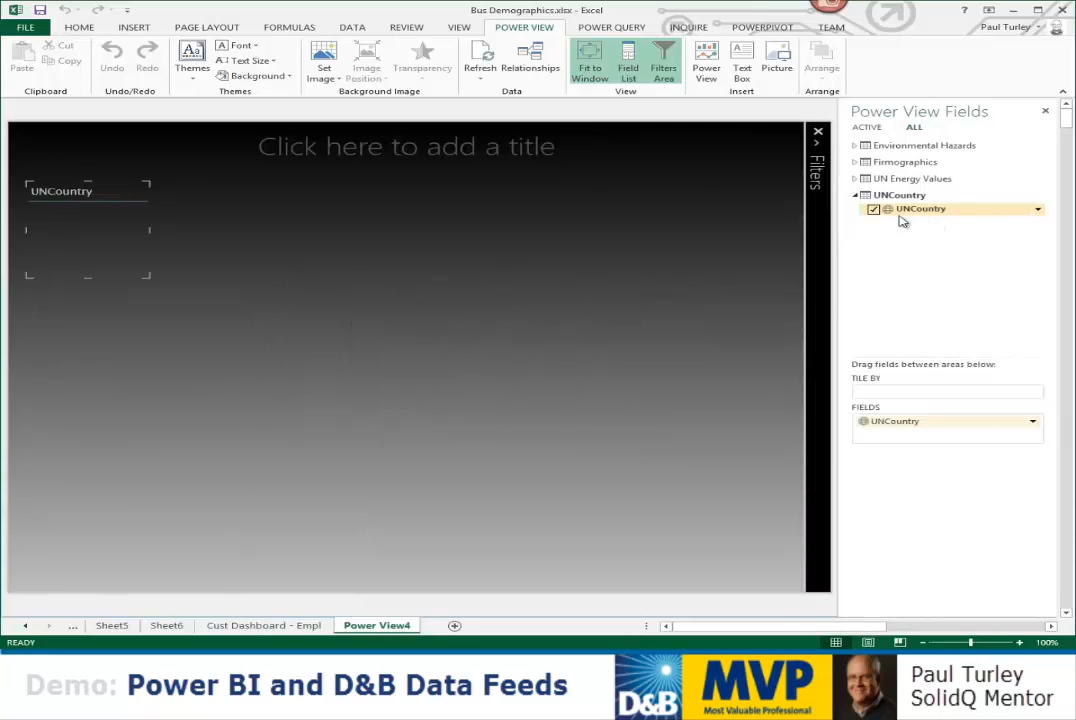 Bus Demographics.xlsx - Excel
FILE HOME INSERT PAGE LAYOUT FORMULAS DATA REVIEW VIEW POWER VIEW POWER QUERY INQUIRE POWERPIVOT TEAM Paul Turley
Paste Cut Copy
Clipboard
Undo Redo
Undo/Redo
Themes Font Text Size Background
Themes
Set Image Image Position Transparency
Background Image
Refresh Relationships
Data
Fit to Window Field List Filters Area
View
Power View Text Box Picture
Insert
Arrange
Arrange
Click here to add a title
UNCountry
Filters
Power View Fields
ACTIVE ALL
Environmental Hazards
Firmographics
UN Energy Values
UNCountry
UNCountry
Drag fields between areas below:
TILE BY
FIELDS
UNCountry
... Sheet5 Sheet6 Cust Dashboard - Empl Power View4
READY 100%
Demo: Power BI and D&B Data Feeds
D&B
MVP
Most Valuable Professional
Paul Turley
SolidQ Mentor